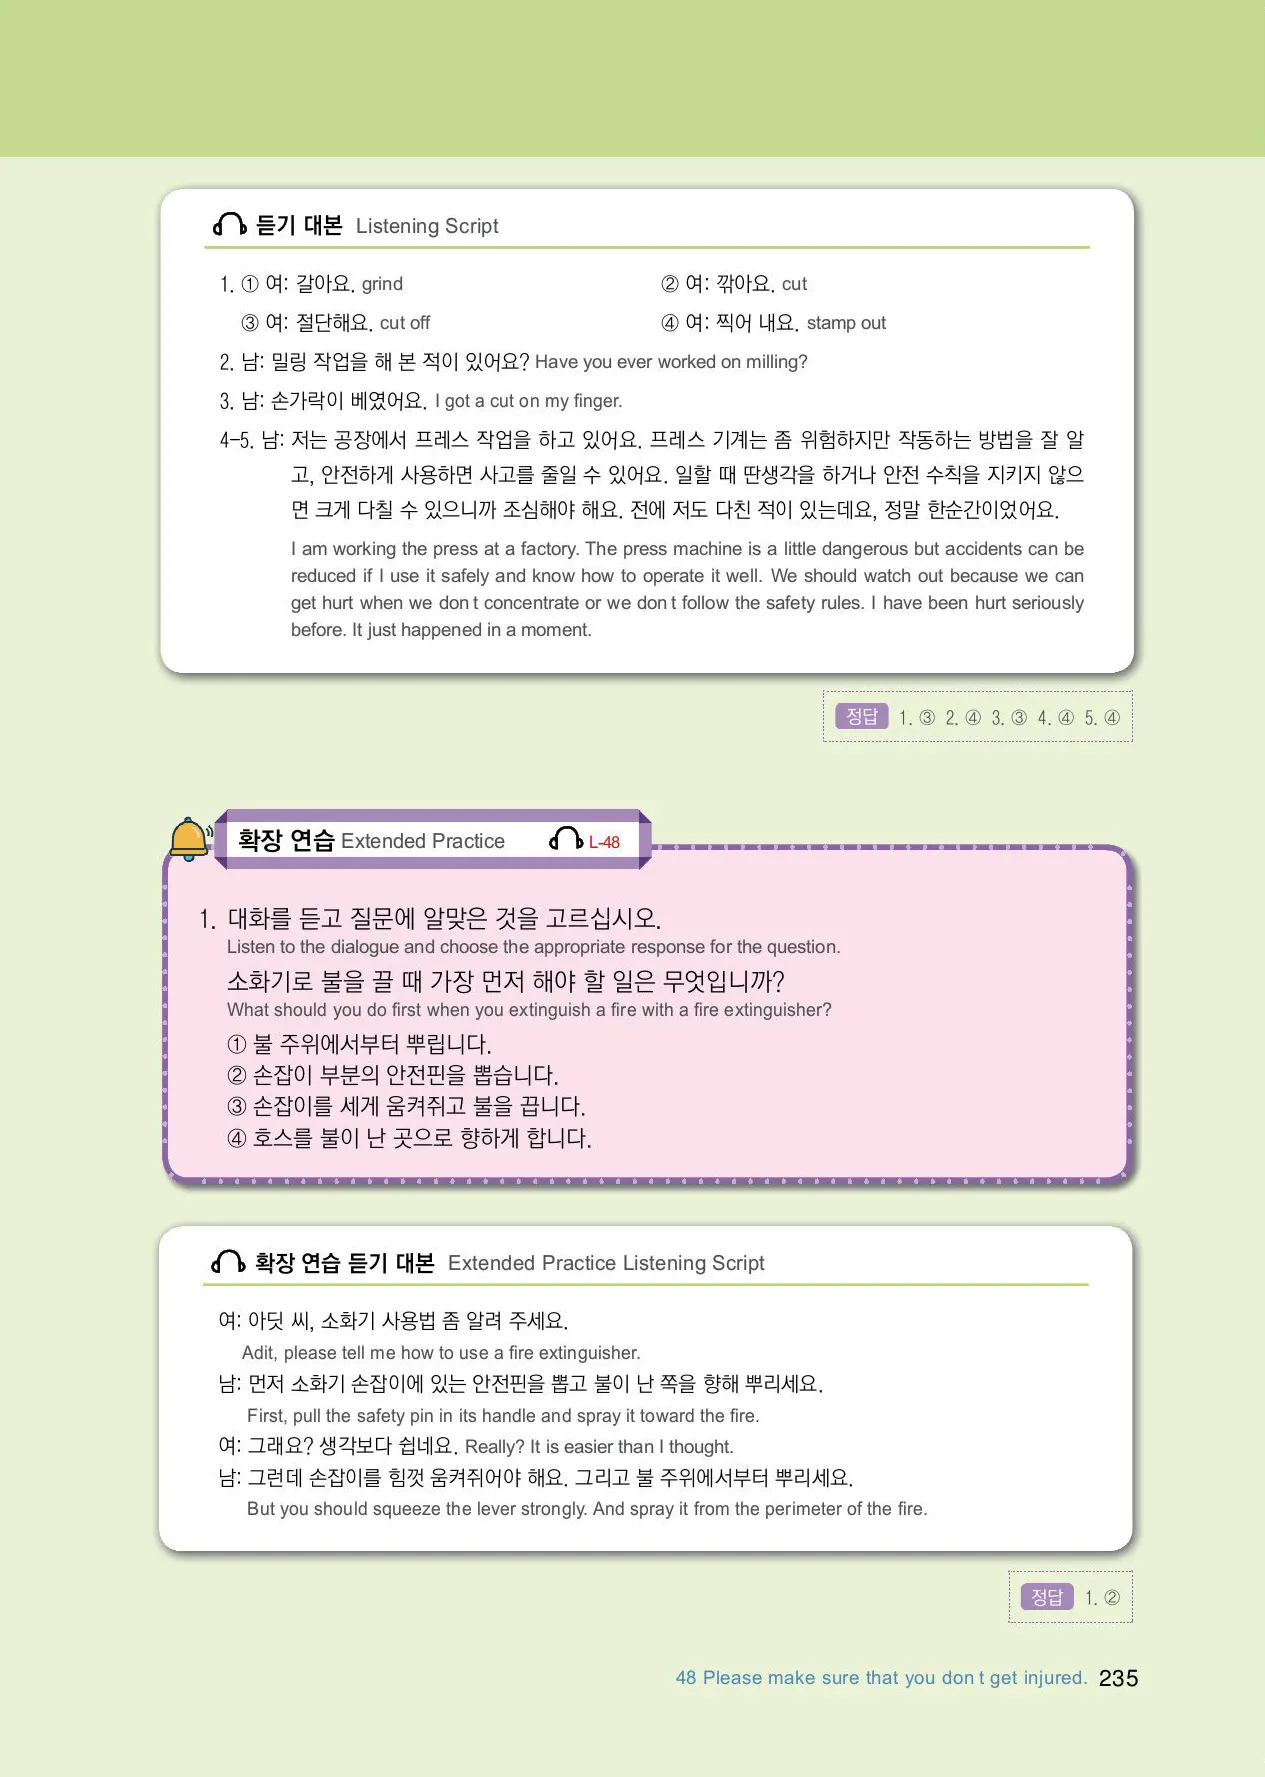 듣기 대본 Listening Script
1. ① 여: 갈아요. grind ② 여: 깎아요. cut
③ 여: 절단해요. cut off ④ 여: 찍어 내요. stamp out
2. 남: 밀링 작업을 해 본 적이 있어요? Have you ever worked on milling?
3. 남: 손가락이 베였어요. I got a cut on my finger.
4-5. 남: 저는 공장에서 프레스 작업을 하고 있어요. 프레스 기계는 좀 위험하지만 작동하는 방법을 잘 알
고, 안전하게 사용하면 사고를 줄일 수 있어요. 일할 때 딴생각을 하거나 안전 수칙을 지키지 않으
면 크게 다칠 수 있으니까 조심해야 해요. 전에 저도 다친 적이 있는데요, 정말 한순간이었어요.
I am working the press at a factory. The press machine is a little dangerous but accidents can be
reduced if I use it safely and know how to operate it well. We should watch out because we can
get hurt when we don t concentrate or we don t follow the safety rules. I have been hurt seriously
before. It just happened in a moment.
정답 1. ③ 2. ④ 3. ③ 4. ④ 5. ④
확장 연습 Extended Practice L-48
1. 대화를 듣고 질문에 알맞은 것을 고르십시오.
Listen to the dialogue and choose the appropriate response for the question.
소화기로 불을 끌 때 가장 먼저 해야 할 일은 무엇입니까?
What should you do first when you extinguish a fire with a fire extinguisher?
① 불 주위에서부터 뿌립니다.
② 손잡이 부분의 안전핀을 뽑습니다.
③ 손잡이를 세게 움켜쥐고 불을 끕니다.
④ 호스를 불이 난 곳으로 향하게 합니다.
확장 연습 듣기 대본 Extended Practice Listening Script
여: 아딧 씨, 소화기 사용법 좀 알려 주세요.
Adit, please tell me how to use a fire extinguisher.
남: 먼저 소화기 손잡이에 있는 안전핀을 뽑고 불이 난 쪽을 향해 뿌리세요.
First, pull the safety pin in its handle and spray it toward the fire.
여: 그래요? 생각보다 쉽네요. Really? It is easier than I thought.
남: 그런데 손잡이를 힘껏 움켜쥐어야 해요. 그리고 불 주위에서부터 뿌리세요.
But you should squeeze the lever strongly. And spray it from the perimeter of the fire.
정답 1. ②
48 Please make sure that you don t get injured. 235